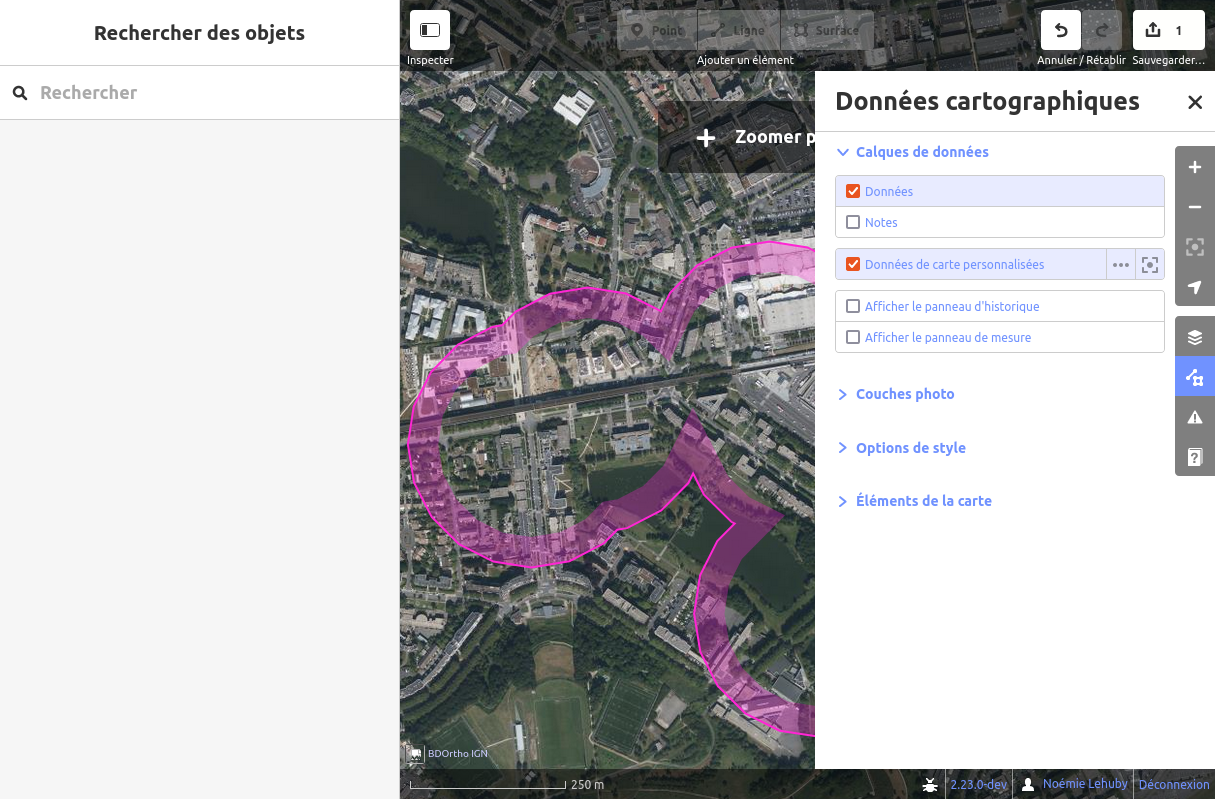 Rechercher des objets
Rechercher
Inspecter
Point
Ligne
Surface
Ajouter un élément
Annuler / Rétablir
1
Sauvegarder...
Zoomer p
Données cartographiques
Calques de données
Données
Notes
Données de carte personnalisées
Afficher le panneau d'historique
Afficher le panneau de mesure
Couches photo
Options de style
Éléments de la carte
BDOrtho IGN
250 m
2.23.0-dev
Noémie Lehuby
Déconnexion